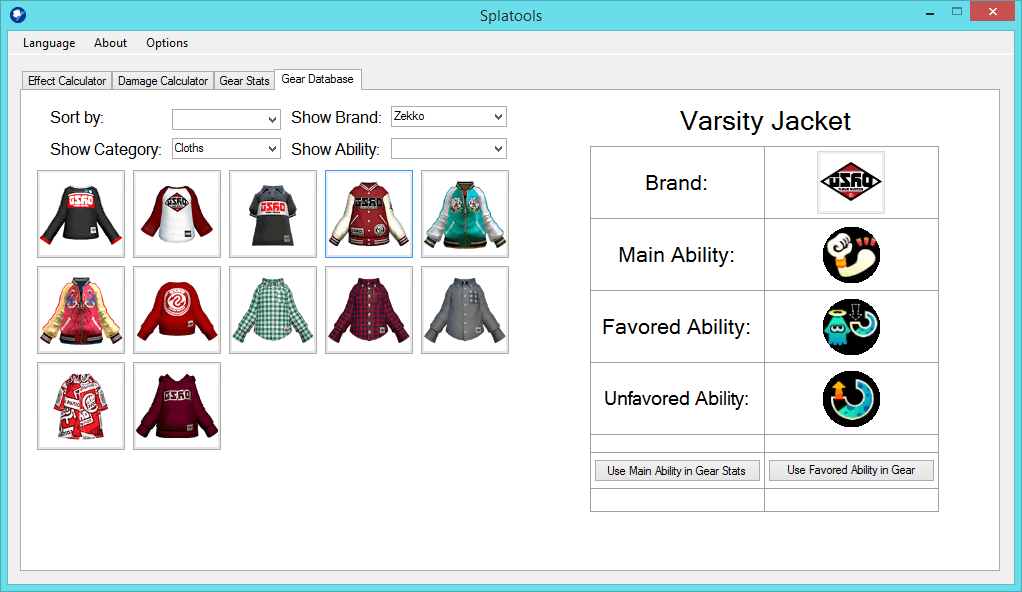 Splatools
Language About Options
Effect Calculator Damage Calculator Gear Stats Gear Database
Sort by: Show Brand: Zekko
Show Category: Cloths Show Ability:
Varsity Jacket
Brand:
Main Ability:
Favored Ability:
Unfavored Ability:
Use Main Ability in Gear Stats Use Favored Ability in Gear